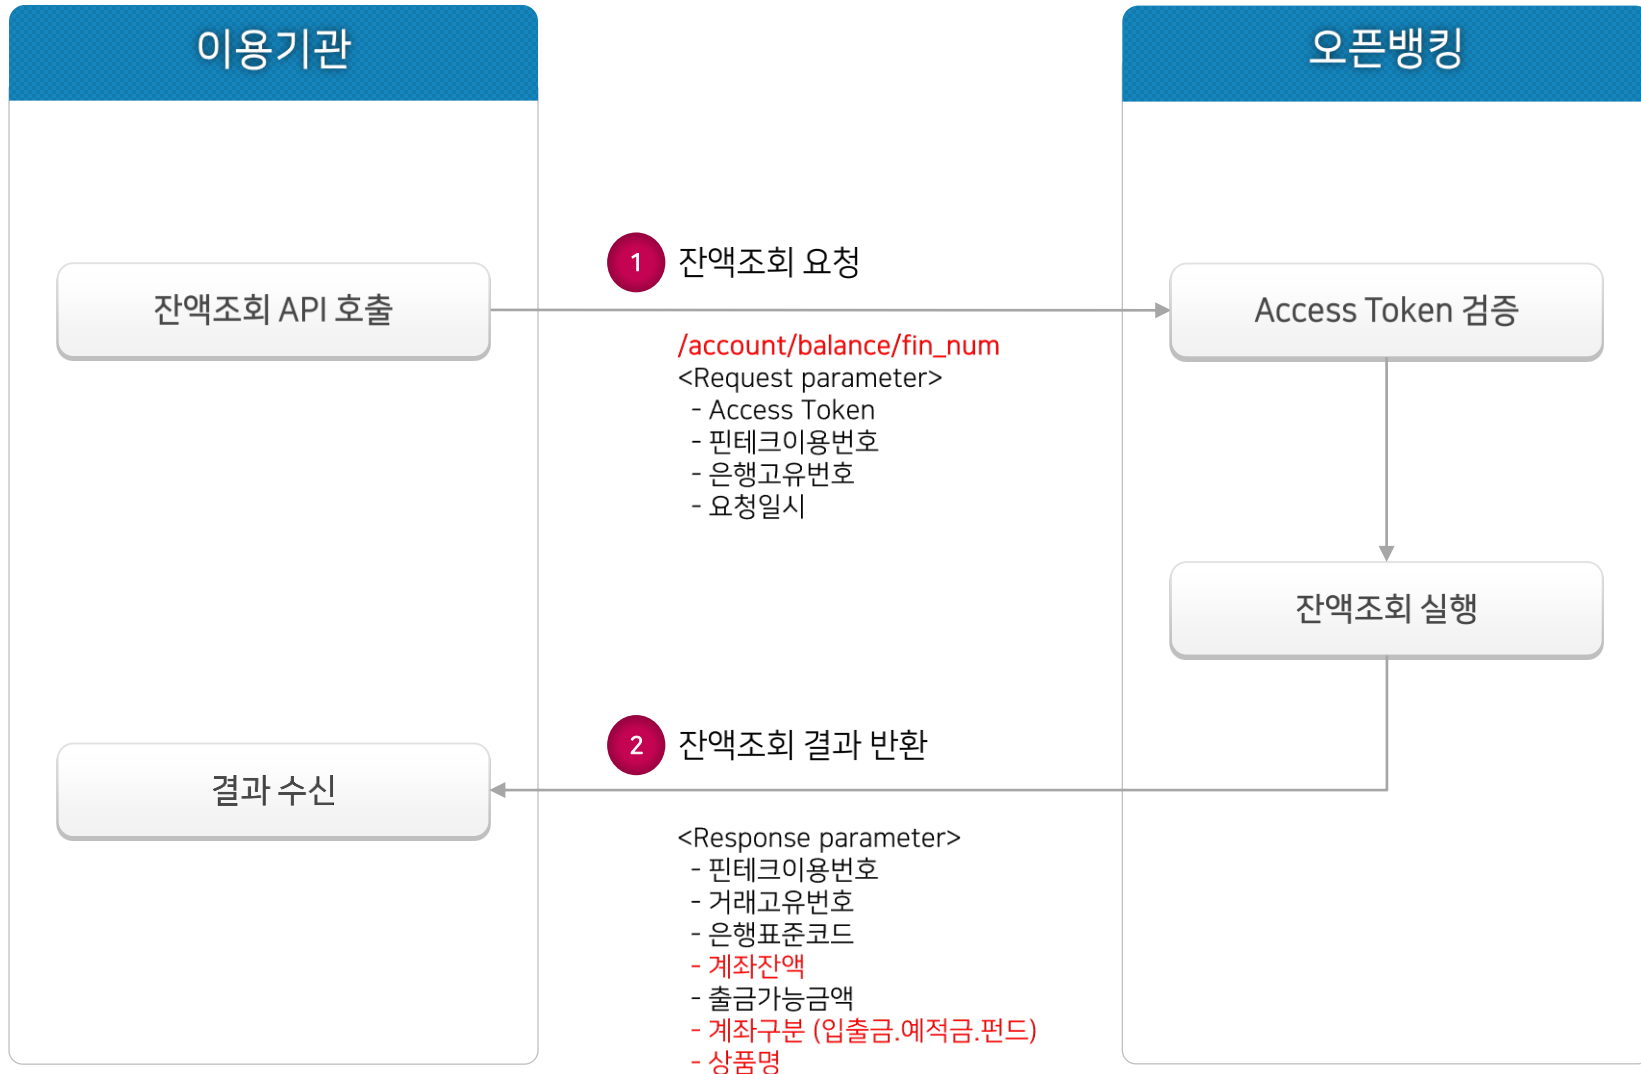 이용기관
오픈뱅킹
1 잔액조회 요청
잔액조회 API 호출
Access Token 검증
/account/balance/fin_num
<Request parameter>
- Access Token
- 핀테크이용번호
- 은행고유번호
- 요청일시
잔액조회 실행
2 잔액조회 결과 반환
결과 수신
<Response parameter>
- 핀테크이용번호
- 거래고유번호
- 은행표준코드
- 계좌잔액
- 출금가능금액
- 계좌구분 (입출금.예적금.펀드)
- 상품명